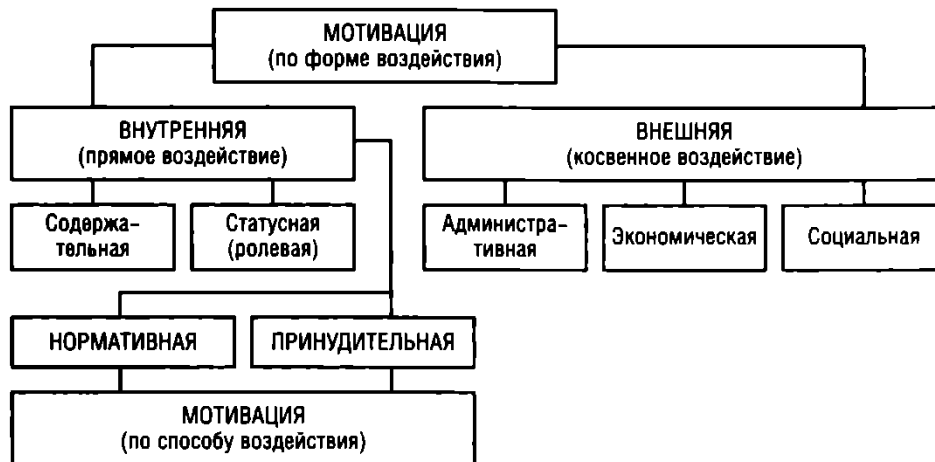 МОТИВАЦИЯ
(по форме воздействия)
ВНУТРЕННЯЯ
(прямое воздействие)
ВНЕШНЯЯ
(косвенное воздействие)
Содержа-
тельная
Статусная
(ролевая)
Администра-
тивная
Экономическая
Социальная
НОРМАТИВНАЯ
ПРИНУДИТЕЛЬНАЯ
МОТИВАЦИЯ
(по способу воздействия)